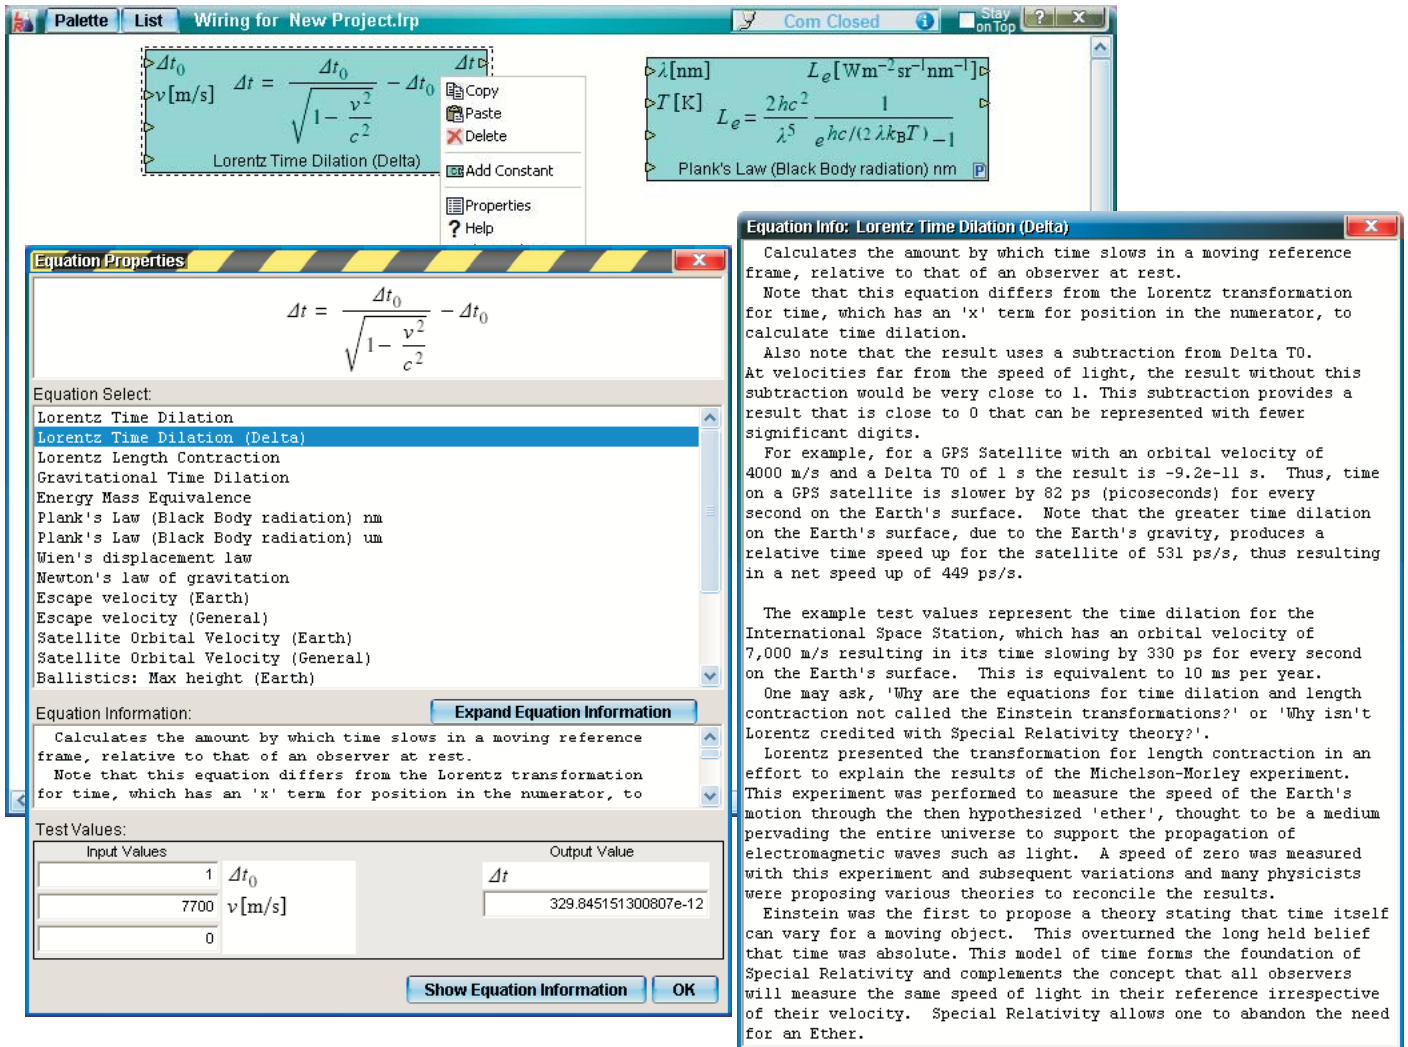 Palette List Wiring for New Project.lrp Com Closed Stay on Top ? X
Δt₀ Δt
v[m/s] Δt = Δt₀ / √(1 − v²/c²) − Δt₀
Lorentz Time Dilation (Delta)
Copy
Paste
Delete
Add Constant
Properties
? Help
λ[nm] Lₑ[Wm⁻²sr⁻¹nm⁻¹]
T[K] Lₑ = 2hc²/λ⁵ 1/(e^hc/(2λk_BT) −1)
Plank's Law (Black Body radiation) nm P
Equation Properties
Δt = Δt₀ / √(1 − v²/c²) − Δt₀
Equation Select:
Lorentz Time Dilation
Lorentz Time Dilation (Delta)
Lorentz Length Contraction
Gravitational Time Dilation
Energy Mass Equivalence
Plank's Law (Black Body radiation) nm
Plank's Law (Black Body radiation) um
Wien's displacement law
Newton's law of gravitation
Escape velocity (Earth)
Escape velocity (General)
Satellite Orbital Velocity (Earth)
Satellite Orbital Velocity (General)
Ballistics: Max height (Earth)
Equation Information: Expand Equation Information
Calculates the amount by which time slows in a moving reference
frame, relative to that of an observer at rest.
Note that this equation differs from the Lorentz transformation
for time, which has an 'x' term for position in the numerator, to
Test Values:
Input Values Output Value
1 Δt₀ Δt
7700 v[m/s] 329.845151300807e-12
0
Show Equation Information OK
Equation Info: Lorentz Time Dilation (Delta)
Calculates the amount by which time slows in a moving reference
frame, relative to that of an observer at rest.
Note that this equation differs from the Lorentz transformation
for time, which has an 'x' term for position in the numerator, to
calculate time dilation.
Also note that the result uses a subtraction from Delta T0.
At velocities far from the speed of light, the result without this
subtraction would be very close to 1. This subtraction provides a
result that is close to 0 that can be represented with fewer
significant digits.
For example, for a GPS Satellite with an orbital velocity of
4000 m/s and a Delta T0 of 1 s the result is -9.2e-11 s. Thus, time
on a GPS satellite is slower by 82 ps (picoseconds) for every
second on the Earth's surface. Note that the greater time dilation
on the Earth's surface, due to the Earth's gravity, produces a
relative time speed up for the satellite of 531 ps/s, thus resulting
in a net speed up of 449 ps/s.
The example test values represent the time dilation for the
International Space Station, which has an orbital velocity of
7,000 m/s resulting in its time slowing by 330 ps for every second
on the Earth's surface. This is equivalent to 10 ms per year.
One may ask, 'Why are the equations for time dilation and length
contraction not called the Einstein transformations?' or 'Why isn't
Lorentz credited with Special Relativity theory?'.
Lorentz presented the transformation for length contraction in an
effort to explain the results of the Michelson-Morley experiment.
This experiment was performed to measure the speed of the Earth's
motion through the then hypothesized 'ether', thought to be a medium
pervading the entire universe to support the propagation of
electromagnetic waves such as light. A speed of zero was measured
with this experiment and subsequent variations and many physicists
were proposing various theories to reconcile the results.
Einstein was the first to propose a theory stating that time itself
can vary for a moving object. This overturned the long held belief
that time was absolute. This model of time forms the foundation of
Special Relativity and complements the concept that all observers
will measure the same speed of light in their reference irrespective
of their velocity. Special Relativity allows one to abandon the need
for an Ether.